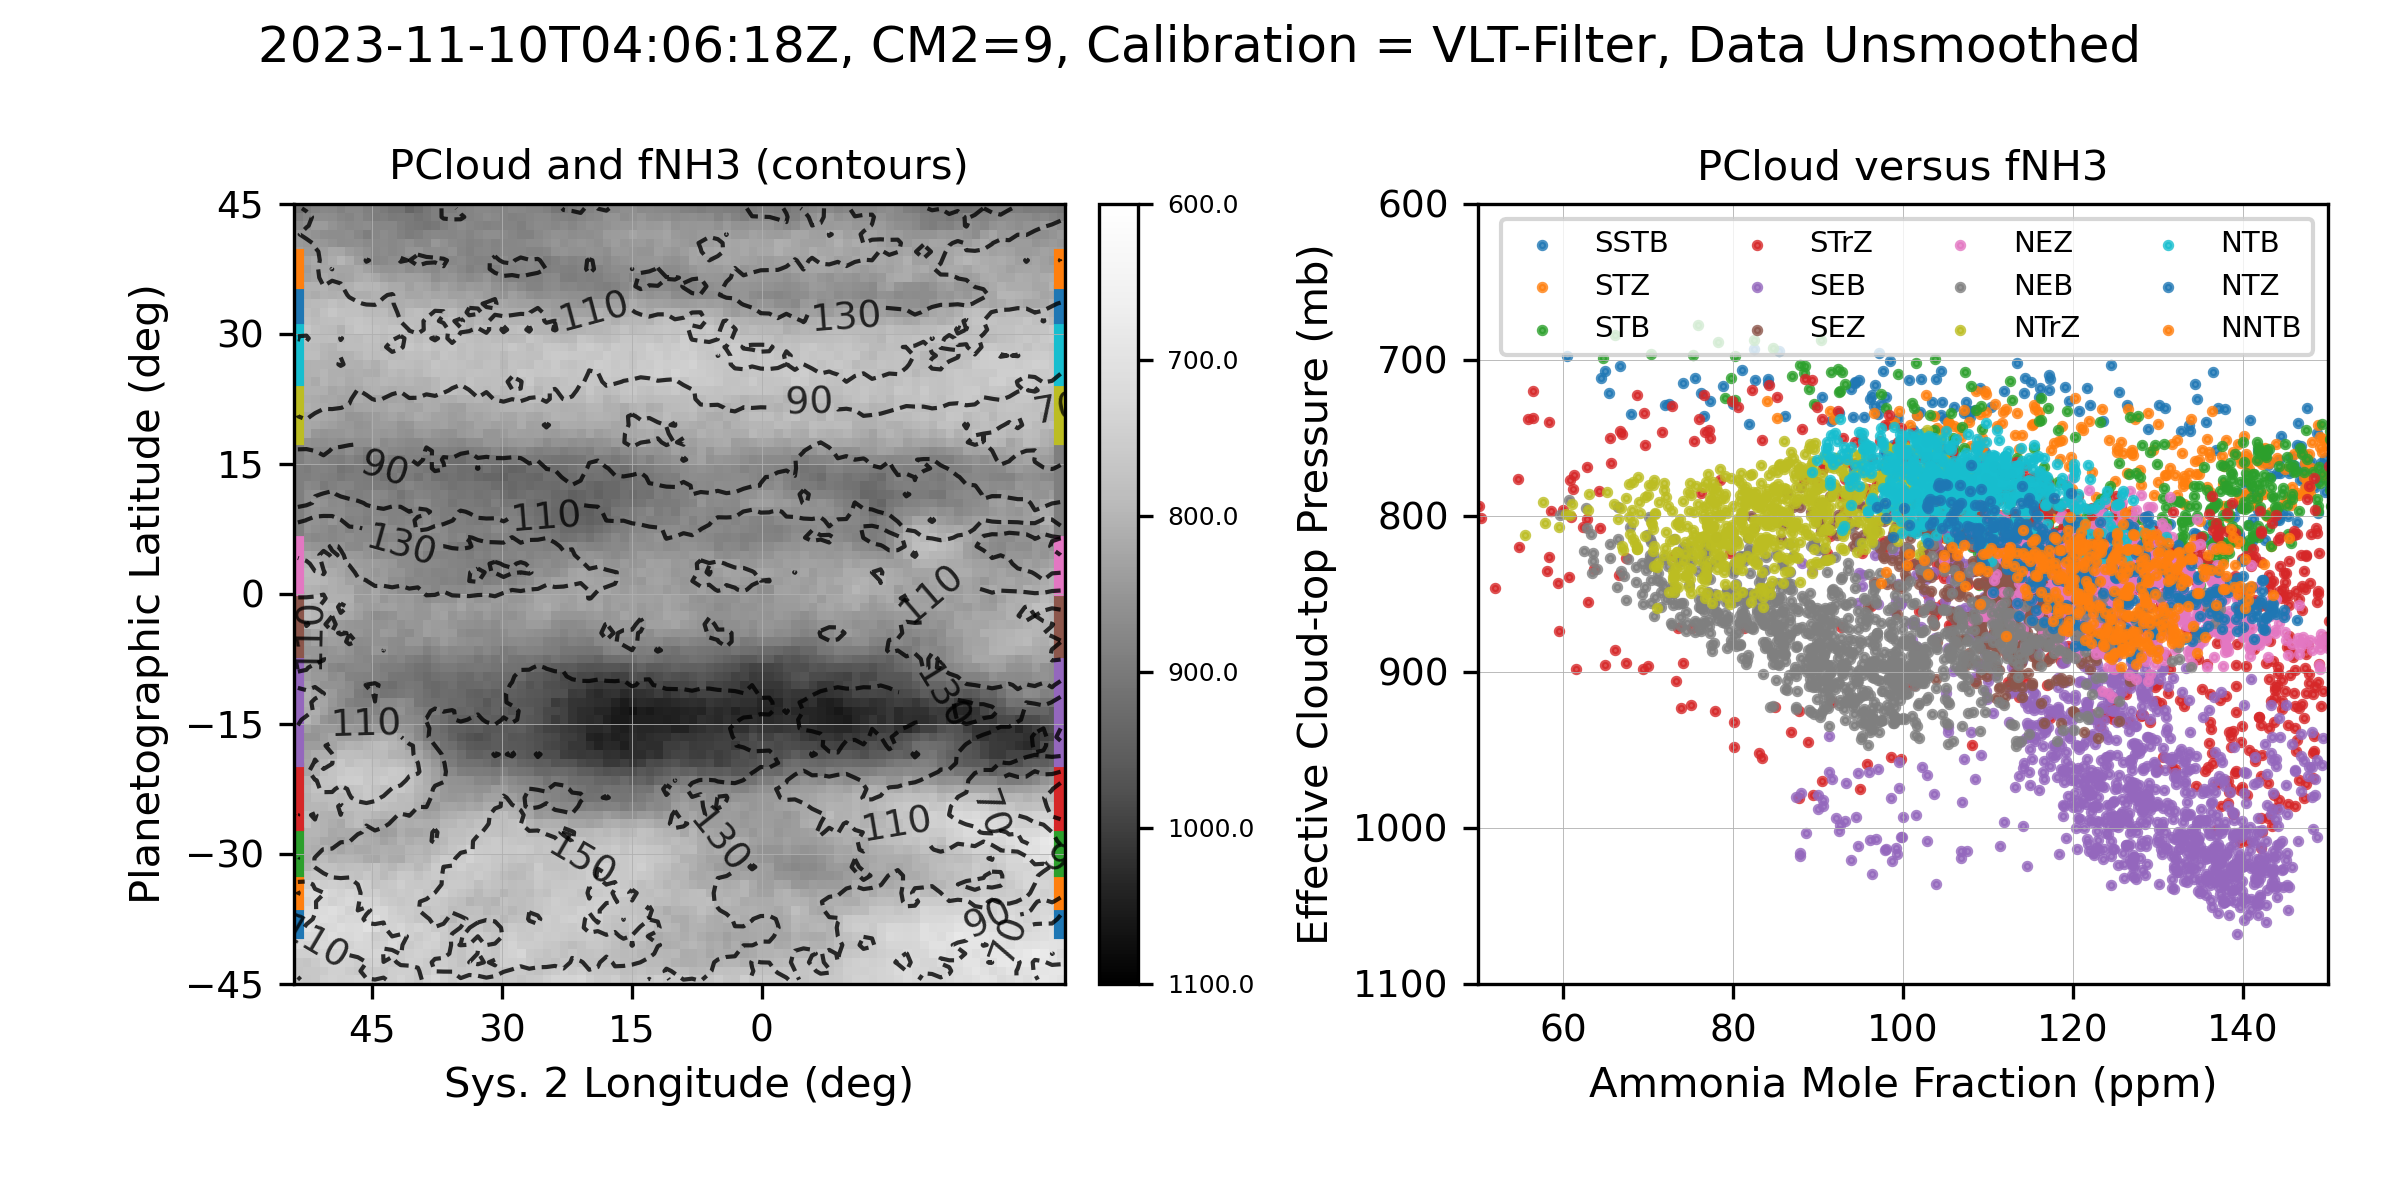 2023-11-10T04:06:18Z, CM2=9, Calibration = VLT-Filter, Data Unsmoothed
PCloud and fNH3 (contours)
Planetographic Latitude (deg)
45
30
15
0
−15
−30
−45
45
30
15
0
Sys. 2 Longitude (deg)
110
130
90
70
90
110
130
110
110
130
110
110
70
130
150
90
70
110
600.0
700.0
800.0
900.0
1000.0
1100.0
PCloud versus fNH3
Effective Cloud-top Pressure (mb)
600
700
800
900
1000
1100
SSTB
STZ
STB
STrZ
SEB
SEZ
NEZ
NEB
NTrZ
NTB
NTZ
NNTB
60
80
100
120
140
Ammonia Mole Fraction (ppm)